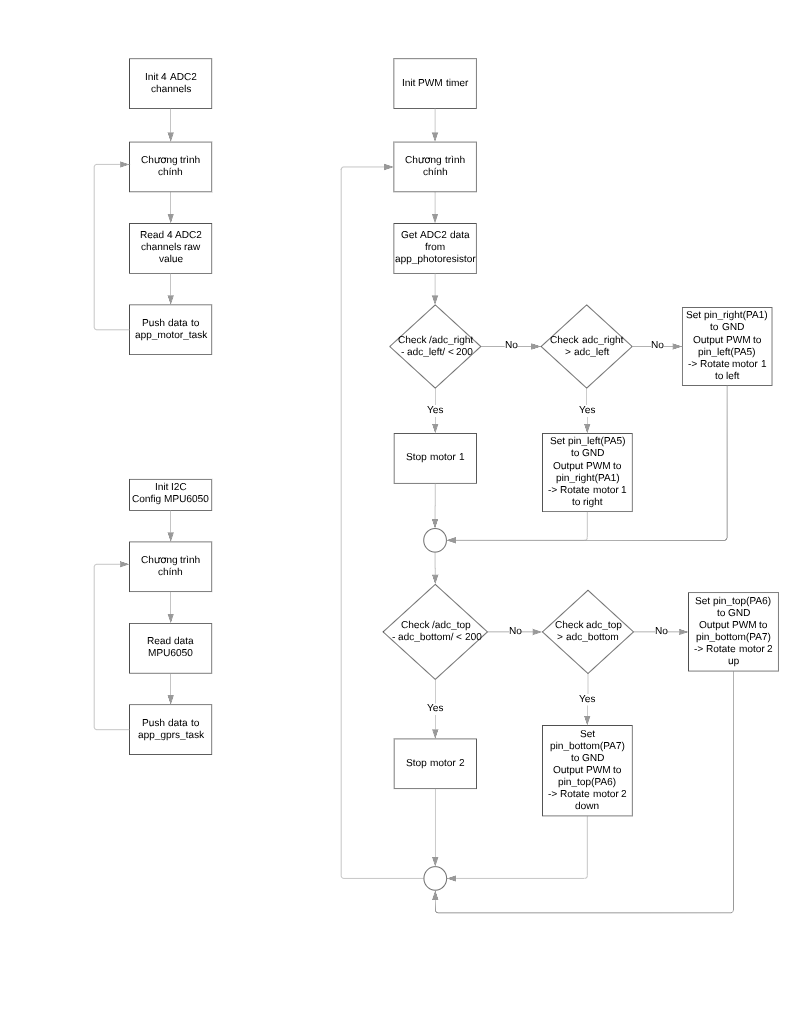 Init 4 ADC2
channels
Chương trình
chính
Read 4 ADC2
channels raw
value
Push data to
app_motor_task
Init I2C
Config MPU6050
Chương trình
chính
Read data
MPU6050
Push data to
app_gprs_task
Init PWM timer
Chương trình
chính
Get ADC2 data
from
app_photoresistor
Check /adc_right
- adc_left/ < 200
No
Check adc_right
> adc_left
No
Set pin_right(PA1)
to GND
Output PWM to
pin_left(PA5)
-> Rotate motor 1
to left
Yes
Yes
Stop motor 1
Set pin_left(PA5)
to GND
Output PWM to
pin_right(PA1)
-> Rotate motor 1
to right
Check /adc_top
- adc_bottom/ < 200
No
Check adc_top
> adc_bottom
No
Set pin_top(PA6)
to GND
Output PWM to
pin_bottom(PA7)
-> Rotate motor 2
up
Yes
Yes
Stop motor 2
Set
pin_bottom(PA7)
to GND
Output PWM to
pin_top(PA6)
-> Rotate motor 2
down